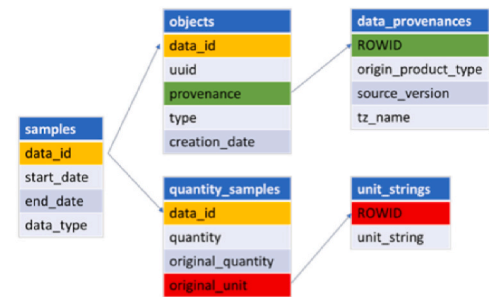 objects
data_id
uuid
provenance
type
creation_date
data_provenances
ROWID
origin_product_type
source_version
tz_name
samples
data_id
start_date
end_date
data_type
quantity_samples
data_id
quantity
original_quantity
original_unit
unit_strings
ROWID
unit_string